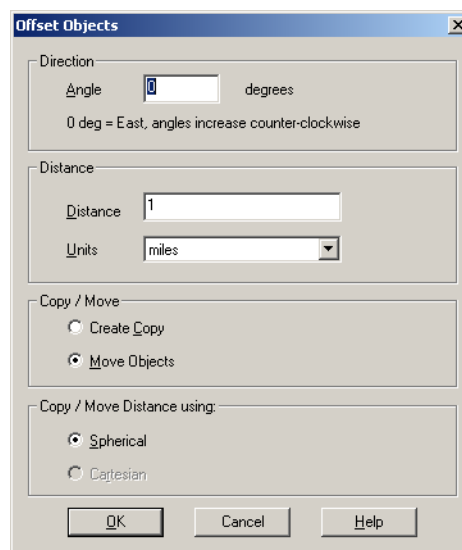 Offset Objects
Direction
Angle 0 degrees
0 deg = East, angles increase counter-clockwise
Distance
Distance 1
Units miles
Copy / Move
Create Copy
Move Objects
Copy / Move Distance using:
Spherical
Cartesian
OK Cancel Help